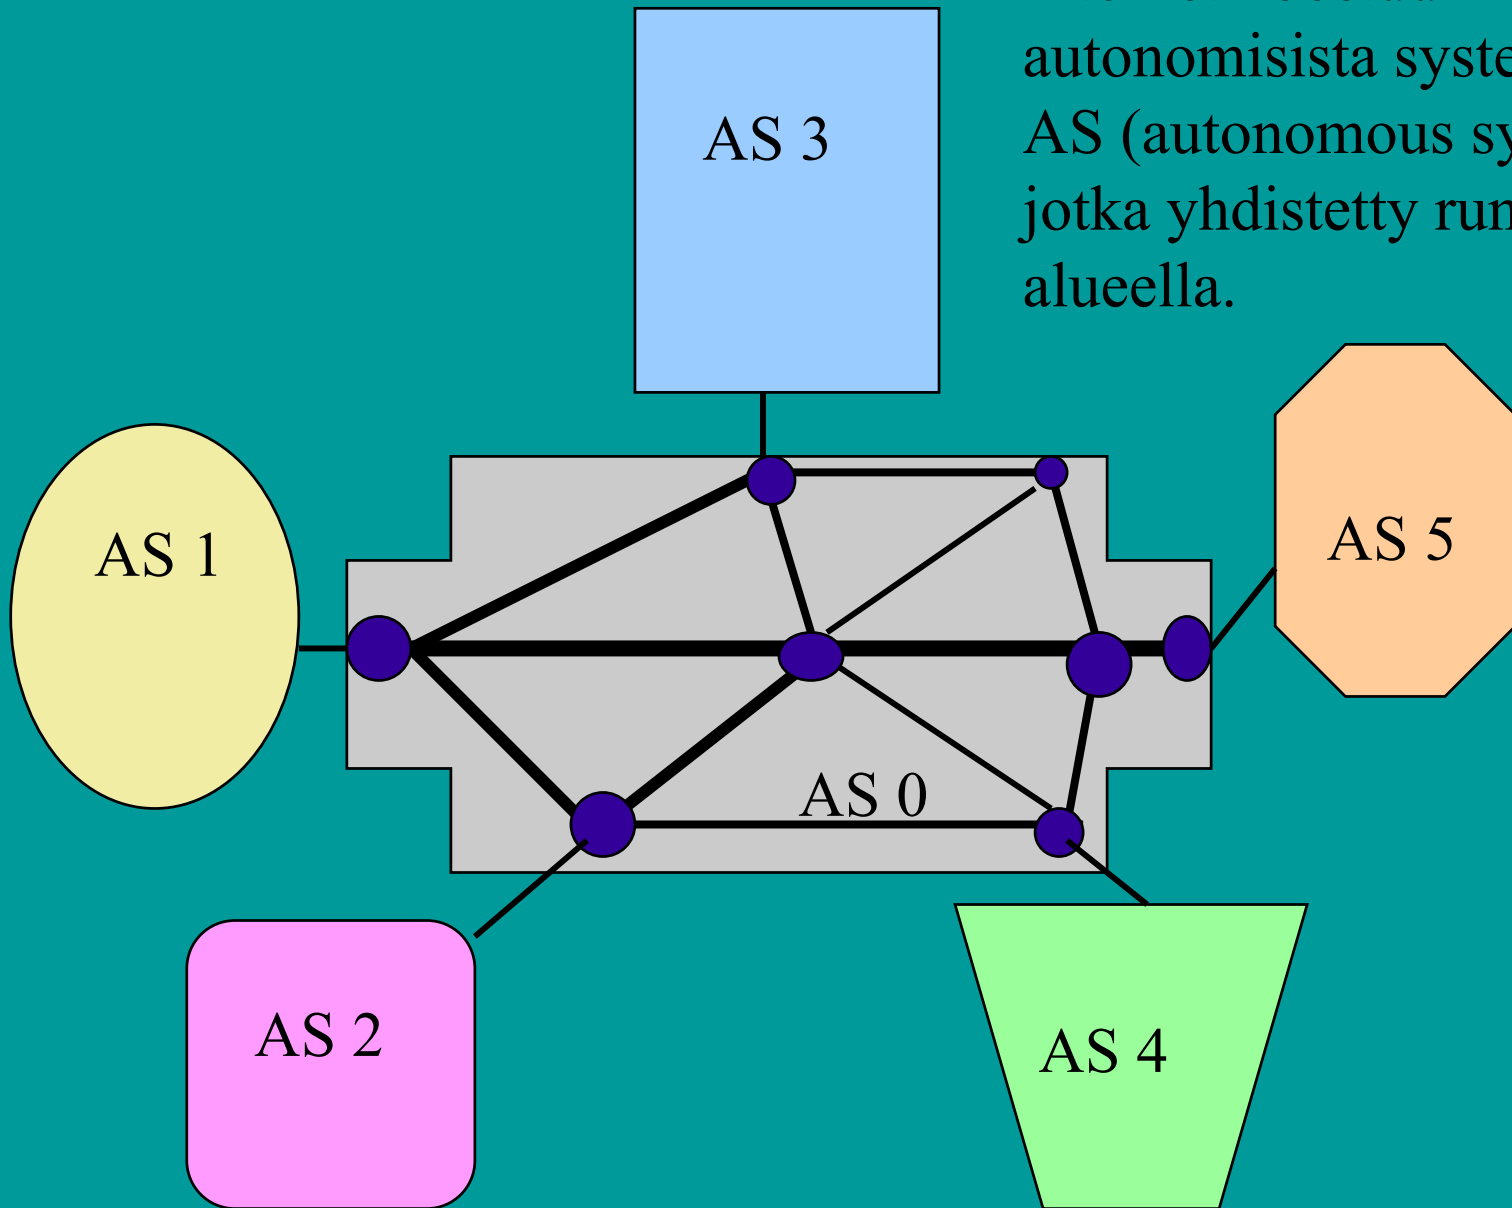 autonomisista syste
AS (autonomous sy
jotka yhdistetty run
alueella.
AS 3
AS 1
AS 5
AS 0
AS 2
AS 4